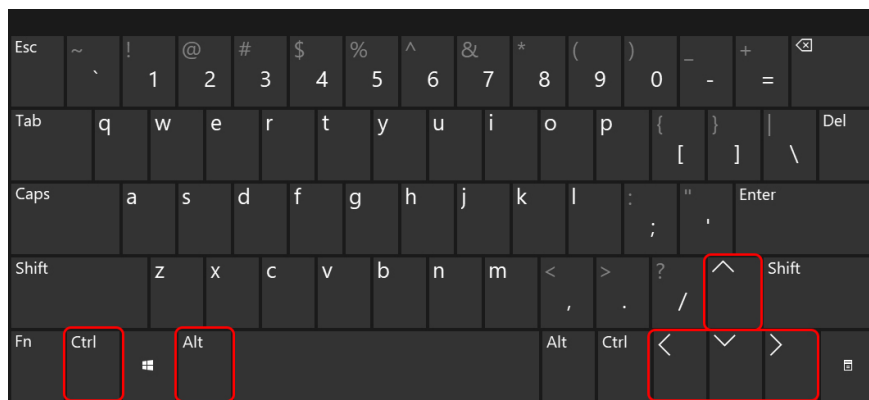 Esc ~ ` ! 1 @ 2 # 3 $ 4 % 5 ^ 6 & 7 * 8 ( 9 ) 0 _ - + =
Tab q w e r t y u i o p { [ } ] | \ Del
Caps a s d f g h j k l : ; " ' Enter
Shift z x c v b n m < , > . ? / Shift
Fn Ctrl Alt Alt Ctrl